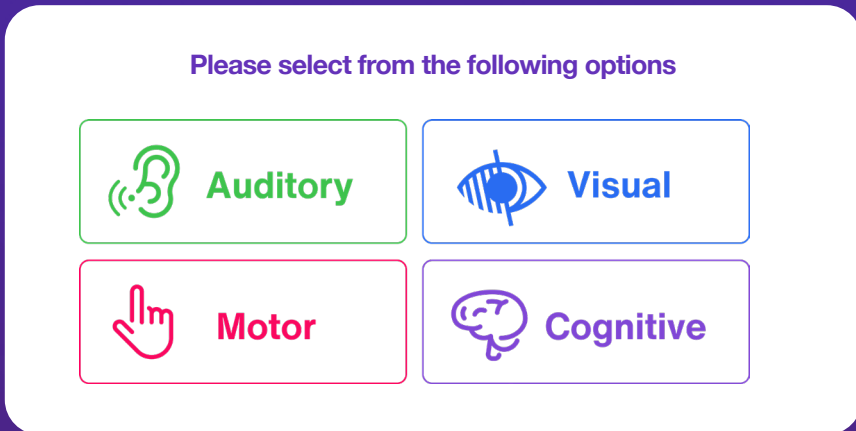 Please select from the following options
Auditory
Visual
Motor
Cognitive